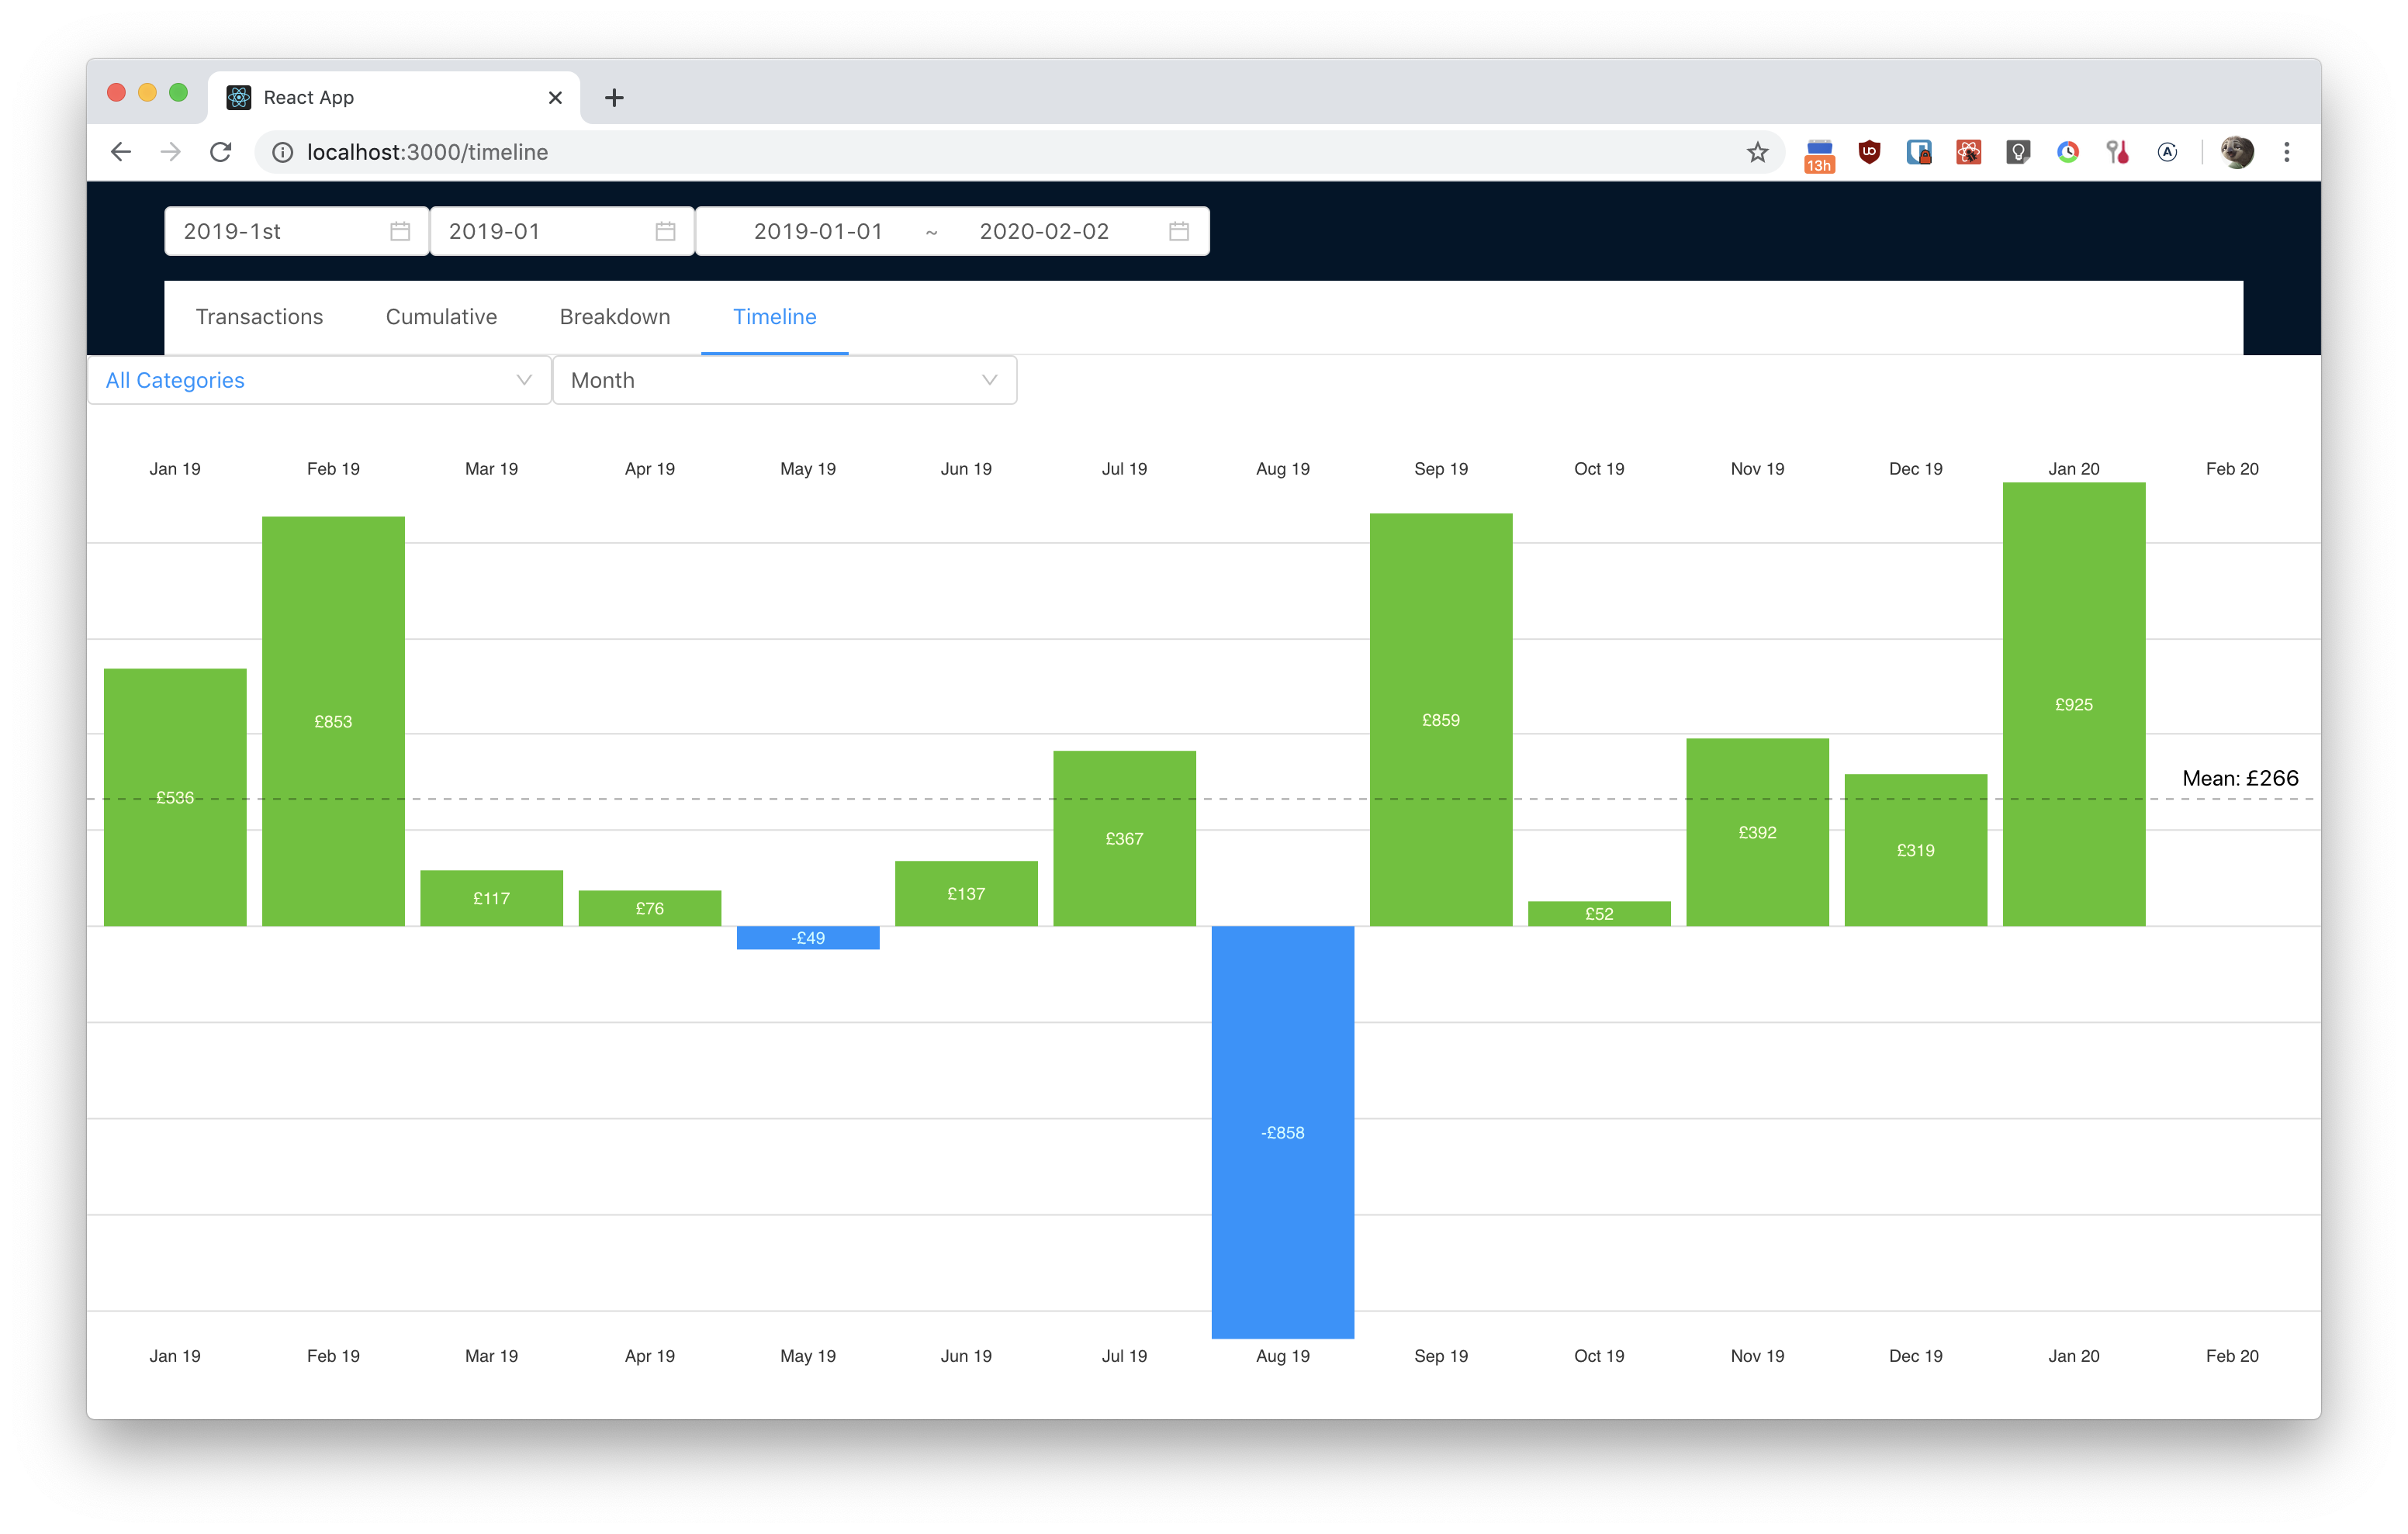 React App
localhost:3000/timeline
13h
2019-1st 2019-01 2019-01-01 ~ 2020-02-02
Transactions Cumulative Breakdown Timeline
All Categories Month
Jan 19 Feb 19 Mar 19 Apr 19 May 19 Jun 19 Jul 19 Aug 19 Sep 19 Oct 19 Nov 19 Dec 19 Jan 20 Feb 20
£925
£859
£853
Mean: £266
£536
£392
£367
£319
£137
£117
£76
£52
-£49
-£858
Jan 19 Feb 19 Mar 19 Apr 19 May 19 Jun 19 Jul 19 Aug 19 Sep 19 Oct 19 Nov 19 Dec 19 Jan 20 Feb 20